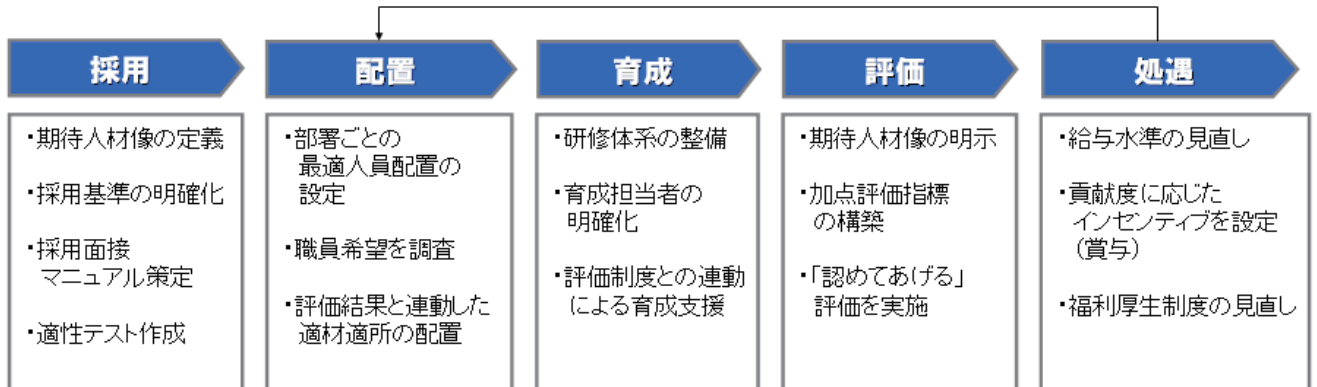 採用
・期待人材像の定義
・採用基準の明確化
・採用面接
マニュアル策定
・適性テスト作成
配置
・部署ごとの
最適人員配置の
設定
・職員希望を調査
・評価結果と連動した
適材適所の配置
育成
・研修体系の整備
・育成担当者の
明確化
・評価制度との連動
による育成支援
評価
・期待人材像の明示
・加点評価指標
の構築
・「認めてあげる」
評価を実施
処遇
・給与水準の見直し
・貢献度に応じた
インセンティブを設定
（賞与）
・福利厚生制度の見直し